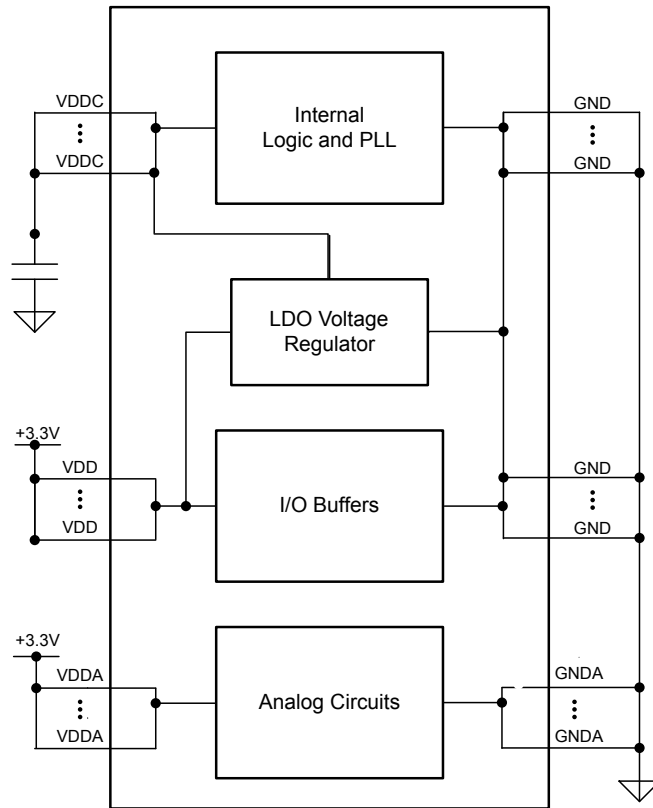 VDDC
VDDC
Internal
Logic and PLL
GND
GND
LDO Voltage
Regulator
+3.3V
VDD
VDD
I/O Buffers
GND
GND
+3.3V
VDDA
VDDA
Analog Circuits
GNDA
GNDA